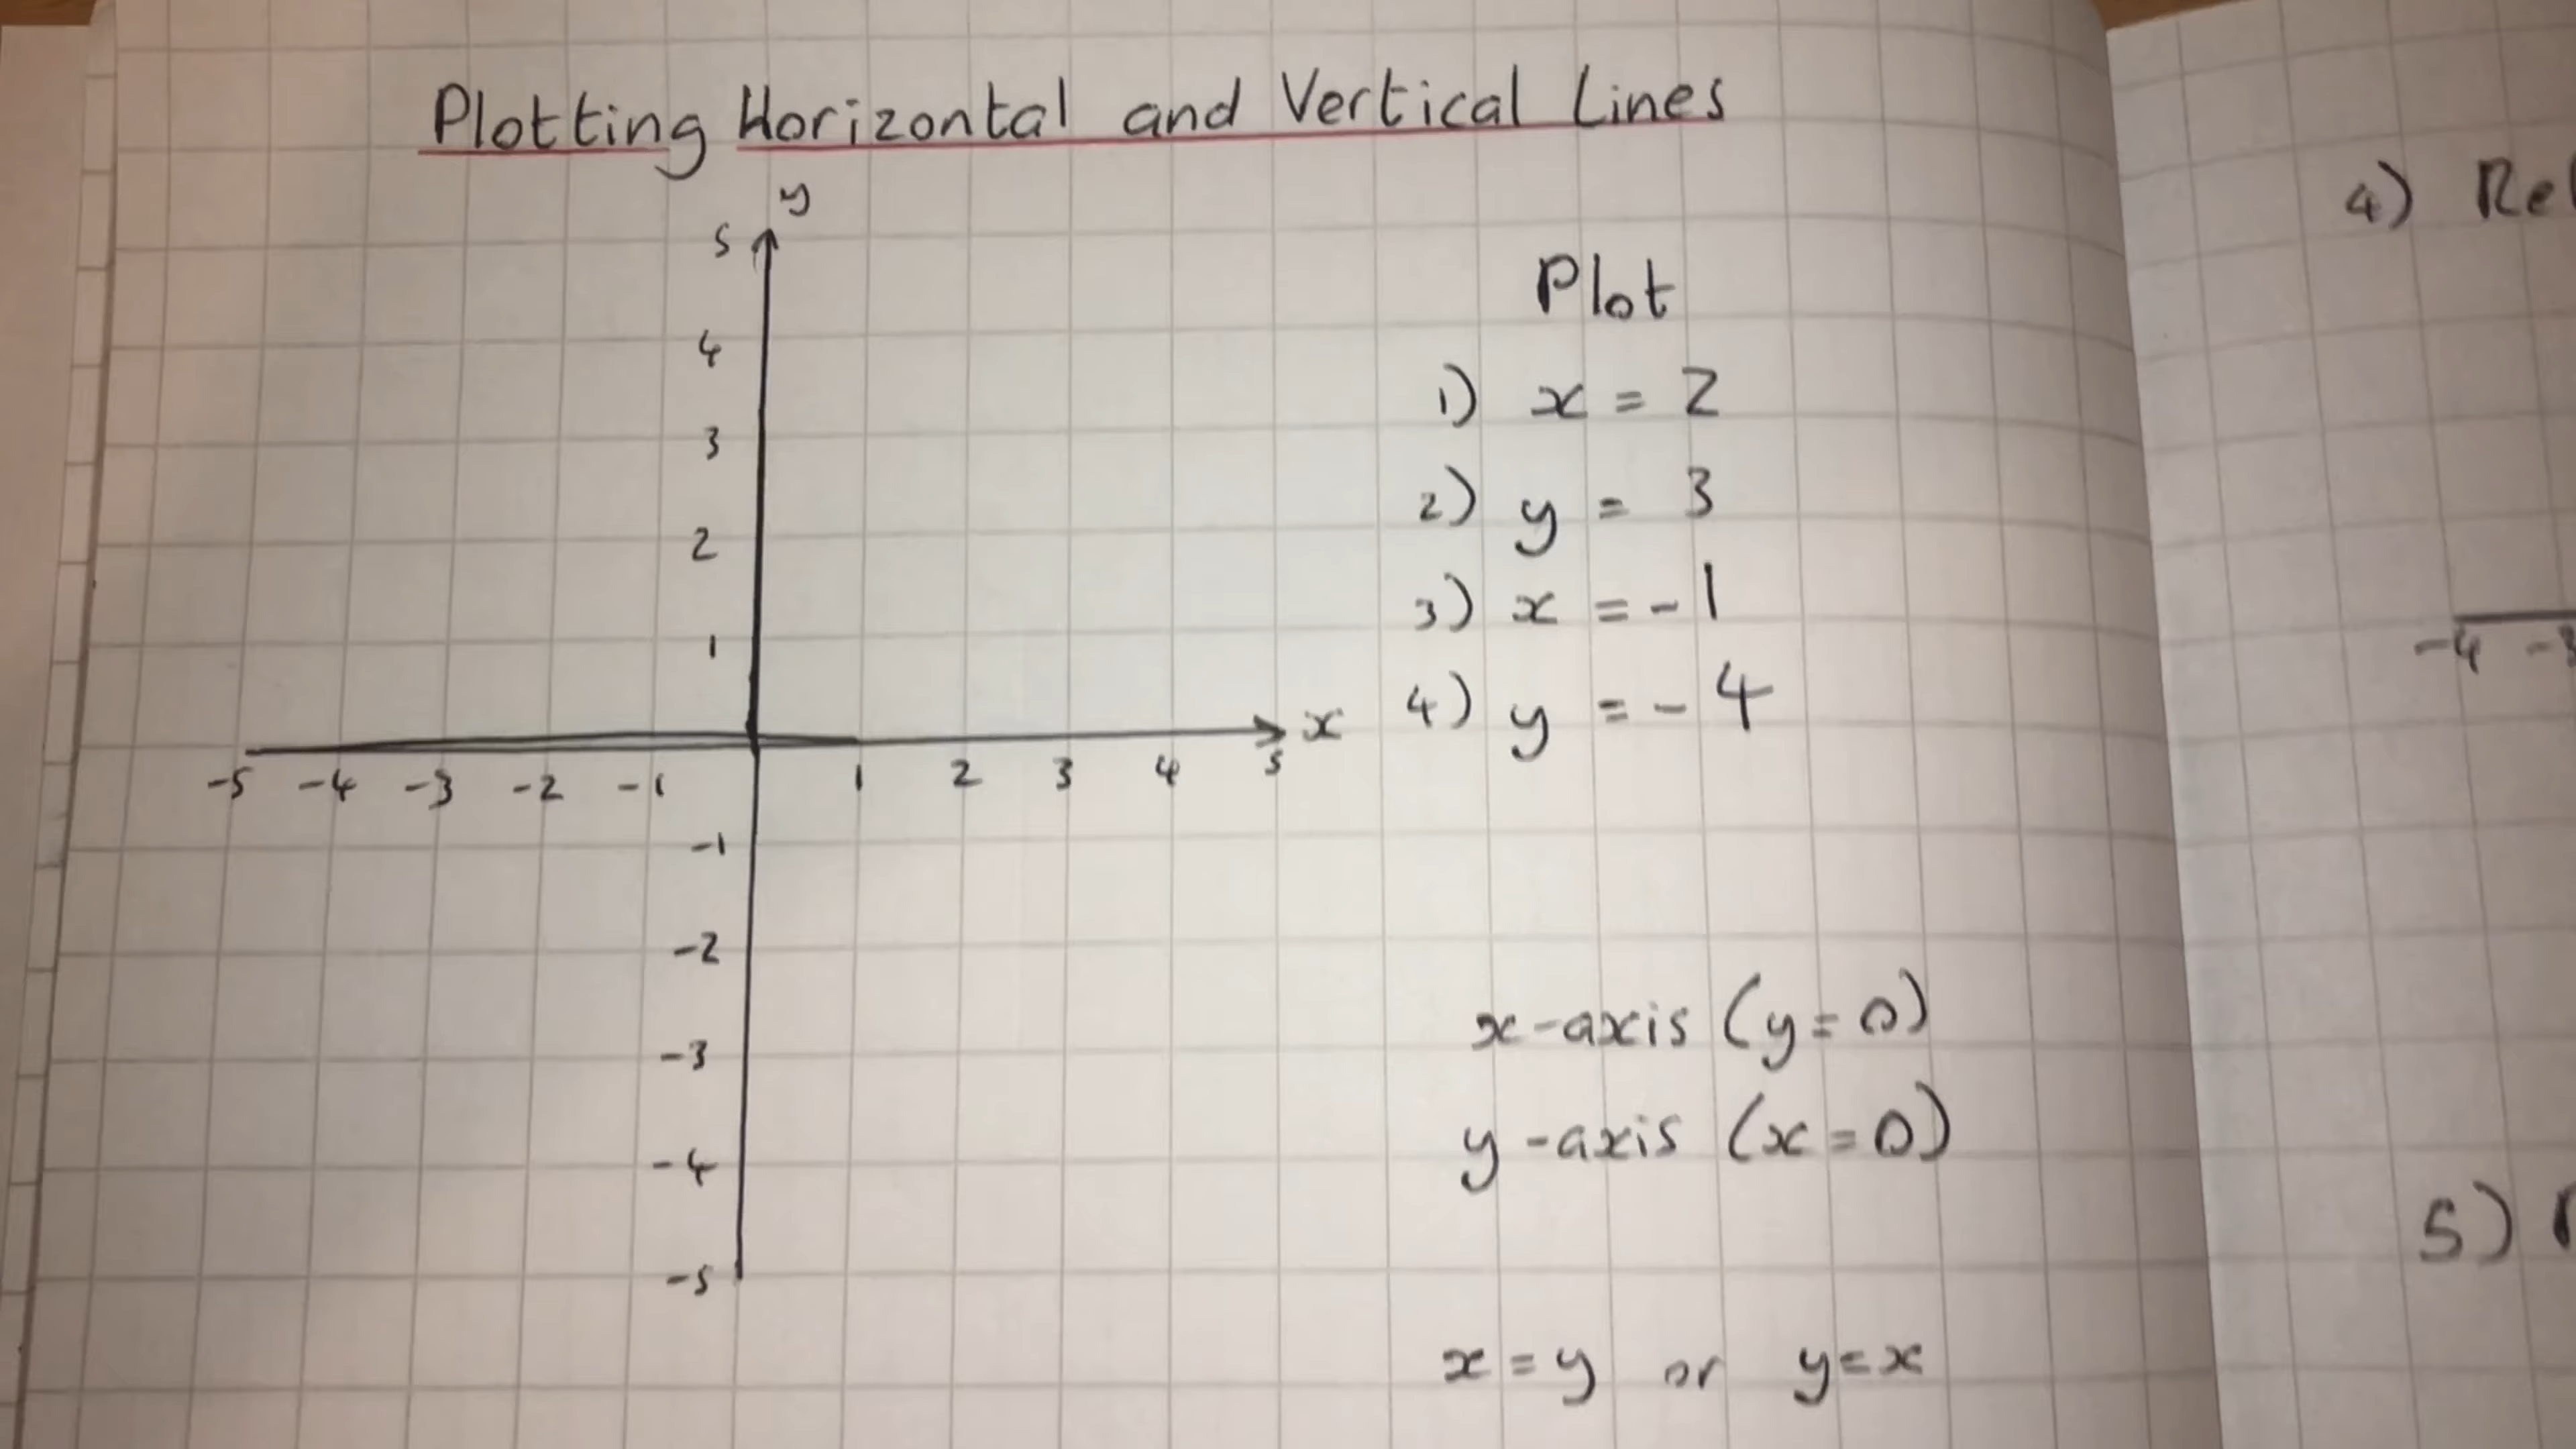 Plotting Horizontal and Vertical Lines
y
5
4
3
2
1
x
-5 -4 -3 -2 -1 1 2 3 4 5
-1
-2
-3
-4
-5
Plot
1) x = 2
2) y = 3
3) x = -1
4) y = -4
x-axis (y=0)
y-axis (x=0)
x=y or y=x
4)
-4
5)